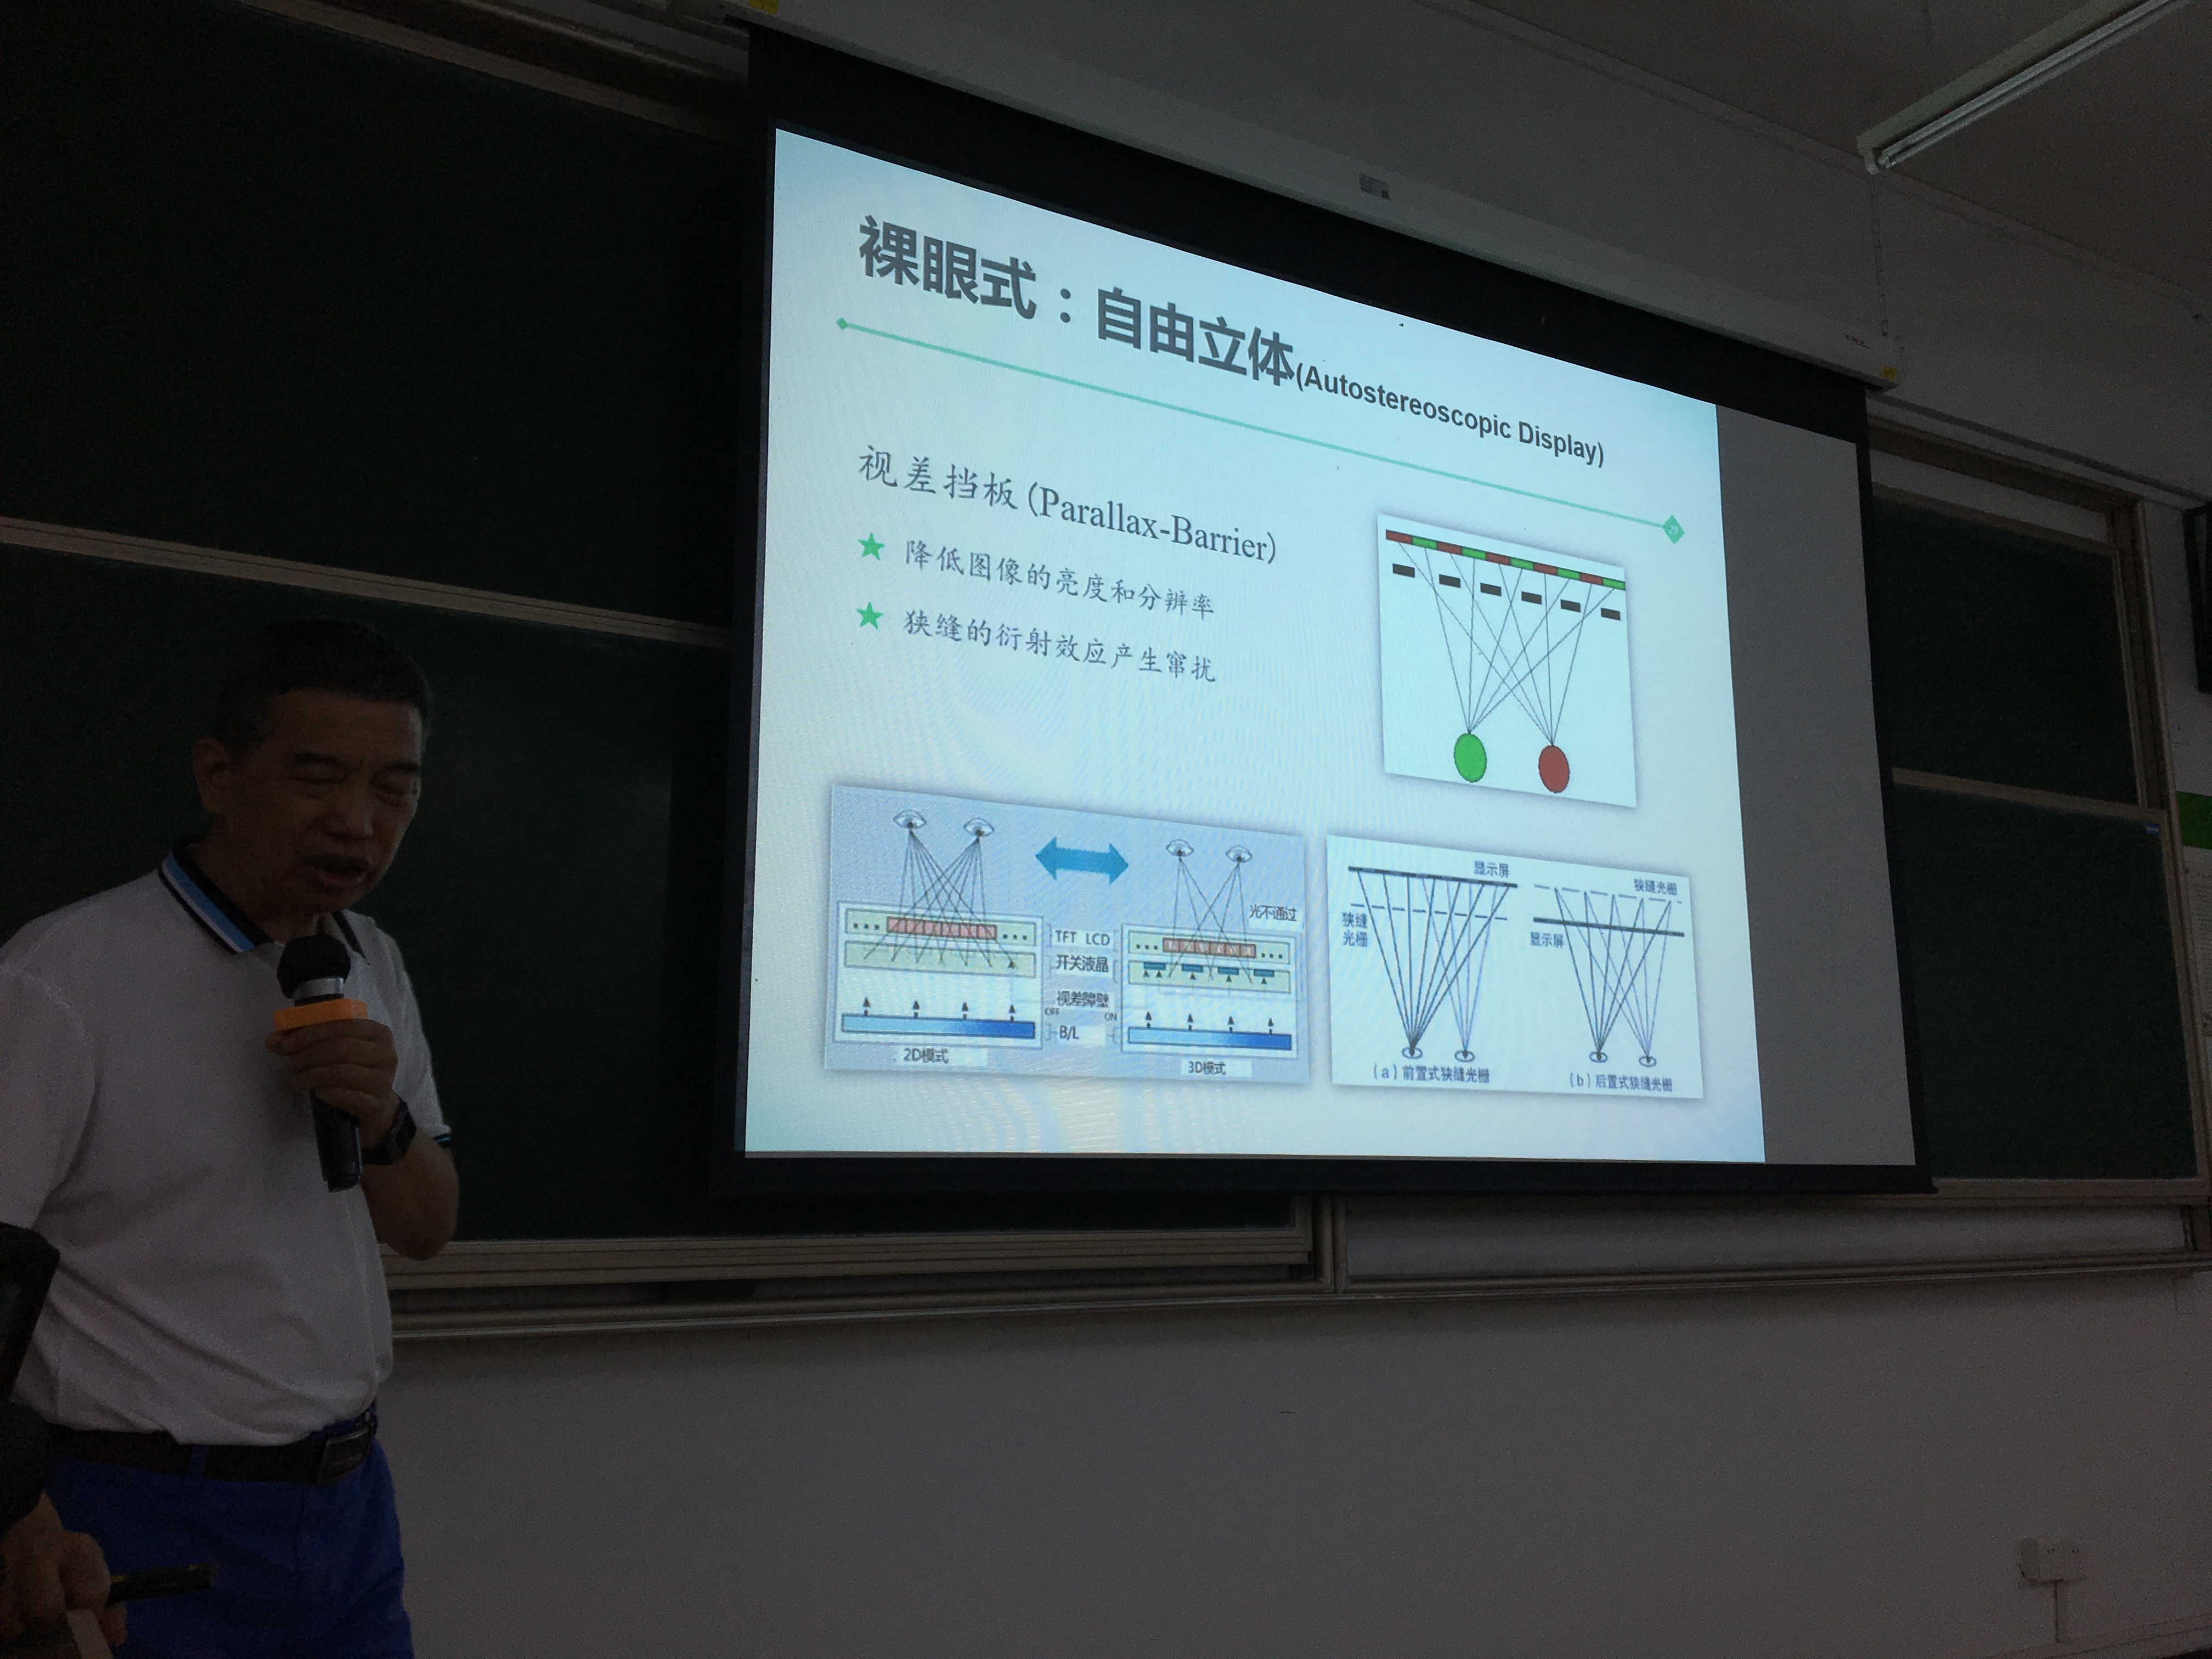 裸眼式：自由立体(Autostereoscopic Display)
29
视差挡板(Parallax-Barrier)
★ 降低图像的亮度和分辨率
★ 狭缝的衍射效应产生窜扰
光不通过
TFT LCD
开关液晶
视差障壁
OFF
ON
B/L
2D模式
3D模式
显示屏
狭缝
光栅
(a)前置式狭缝光栅
狭缝光栅
显示屏
(b)后置式狭缝光栅